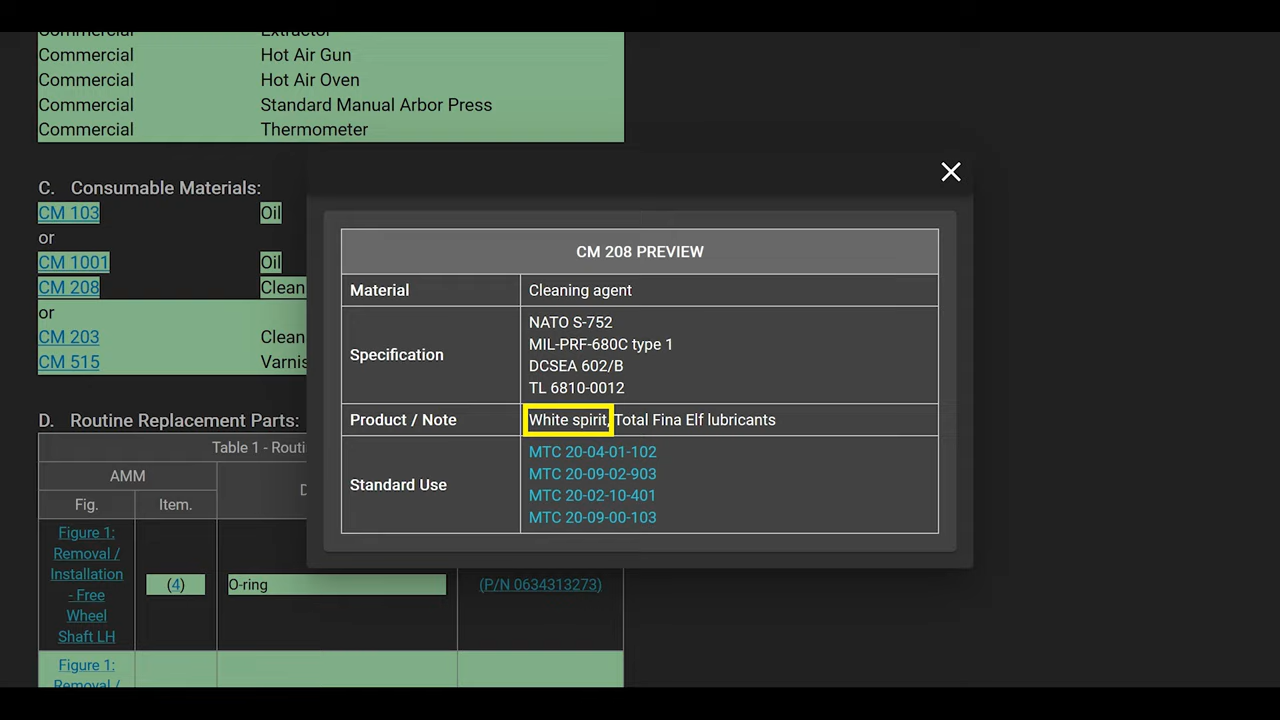 Commercial Extractor
Commercial Hot Air Gun
Commercial Hot Air Oven
Commercial Standard Manual Arbor Press
Commercial Thermometer
C. Consumable Materials:
CM 103 Oil
or
CM 1001 Oil
CM 208 Clean
or
CM 203 Clean
CM 515 Varnis
D. Routine Replacement Parts:
Table 1 - Routi
AMM
Fig. Item.
Figure 1:
Removal /
Installation
- Free
Wheel
Shaft LH
(4) O-ring (P/N 0634313273)
Figure 1:
Removal /
CM 208 PREVIEW
Material Cleaning agent
Specification
NATO S-752
MIL-PRF-680C type 1
DCSEA 602/B
TL 6810-0012
Product / Note White spirit, Total Fina Elf lubricants
Standard Use
MTC 20-04-01-102
MTC 20-09-02-903
MTC 20-02-10-401
MTC 20-09-00-103